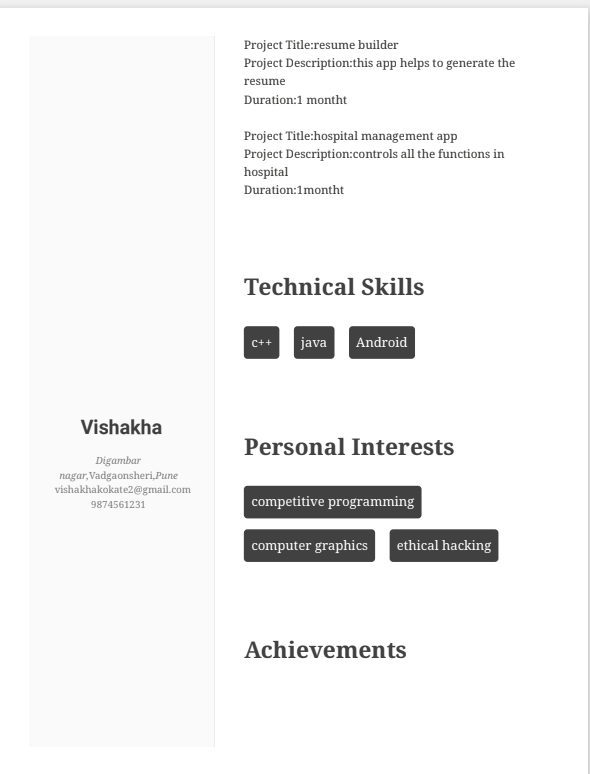 Project Title:resume builder
Project Description:this app helps to generate the
resume
Duration:1 montht
Project Title:hospital management app
Project Description:controls all the functions in
hospital
Duration:1montht
Technical Skills
c++ java Android
Vishakha
Digambar
nagar,Vadgaonsheri,Pune
vishakhakokate2@gmail.com
9874561231
Personal Interests
competitive programming
computer graphics ethical hacking
Achievements